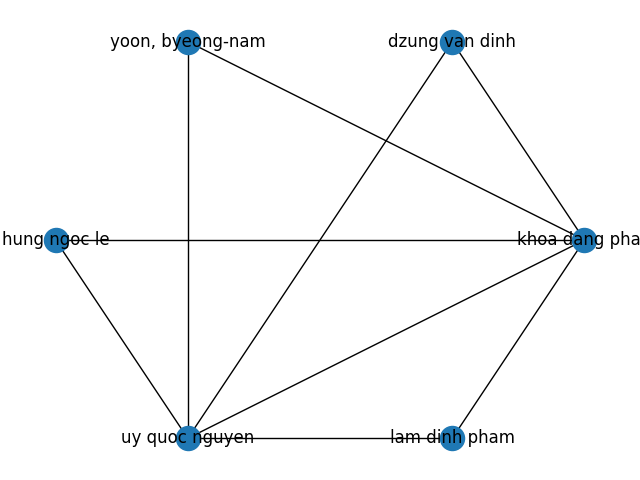 yoon, byeong-nam
dzung van dinh
hung ngoc le
khoa dang pha
uy quoc nguyen
lam dinh pham